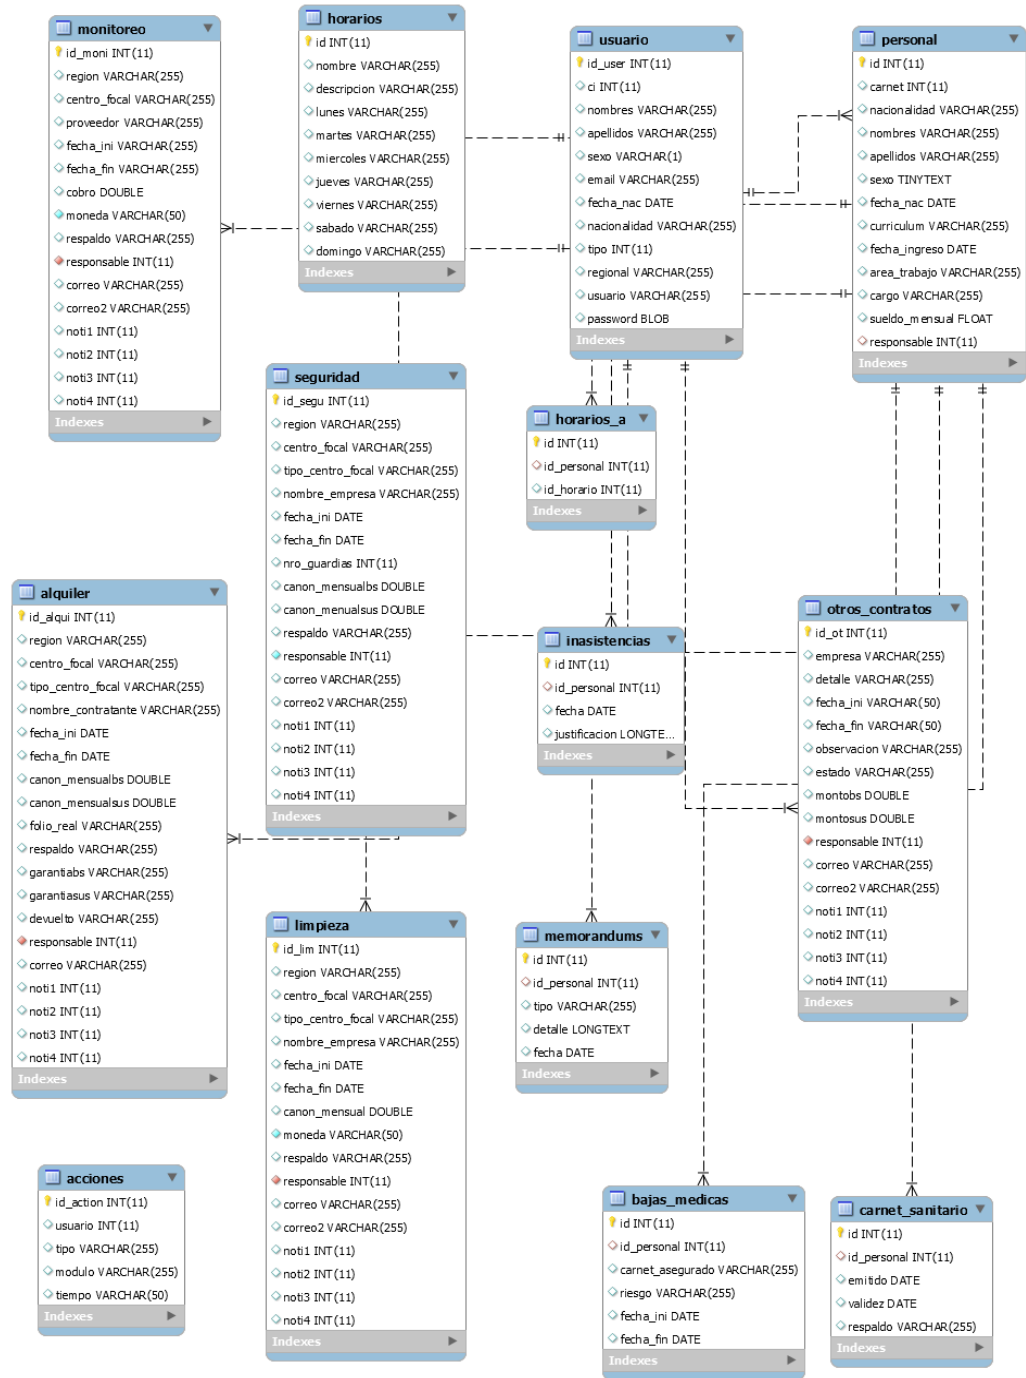 monitoreo
id_moni INT(11)
region VARCHAR(255)
centro_focal VARCHAR(255)
proveedor VARCHAR(255)
fecha_ini VARCHAR(255)
fecha_fin VARCHAR(255)
cobro DOUBLE
moneda VARCHAR(50)
respaldo VARCHAR(255)
responsable INT(11)
correo VARCHAR(255)
correo2 VARCHAR(255)
noti1 INT(11)
noti2 INT(11)
noti3 INT(11)
noti4 INT(11)
Indexes
horarios
id INT(11)
nombre VARCHAR(255)
descripcion VARCHAR(255)
lunes VARCHAR(255)
martes VARCHAR(255)
miercoles VARCHAR(255)
jueves VARCHAR(255)
viernes VARCHAR(255)
sabado VARCHAR(255)
domingo VARCHAR(255)
Indexes
usuario
id_user INT(11)
ci INT(11)
nombres VARCHAR(255)
apellidos VARCHAR(255)
sexo VARCHAR(1)
email VARCHAR(255)
fecha_nac DATE
nacionalidad VARCHAR(255)
tipo INT(11)
regional VARCHAR(255)
usuario VARCHAR(255)
password BLOB
Indexes
personal
id INT(11)
carnet INT(11)
nacionalidad VARCHAR(255)
nombres VARCHAR(255)
apellidos VARCHAR(255)
sexo TINYTEXT
fecha_nac DATE
curriculum VARCHAR(255)
fecha_ingreso DATE
area_trabajo VARCHAR(255)
cargo VARCHAR(255)
sueldo_mensual FLOAT
responsable INT(11)
Indexes
seguridad
id_segu INT(11)
region VARCHAR(255)
centro_focal VARCHAR(255)
tipo_centro_focal VARCHAR(255)
nombre_empresa VARCHAR(255)
fecha_ini DATE
fecha_fin DATE
nro_guardias INT(11)
canon_mensualbs DOUBLE
canon_menualsus DOUBLE
respaldo VARCHAR(255)
responsable INT(11)
correo VARCHAR(255)
correo2 VARCHAR(255)
noti1 INT(11)
noti2 INT(11)
noti3 INT(11)
noti4 INT(11)
Indexes
horarios_a
id INT(11)
id_personal INT(11)
id_horario INT(11)
Indexes
alquiler
id_alqui INT(11)
region VARCHAR(255)
centro_focal VARCHAR(255)
tipo_centro_focal VARCHAR(255)
nombre_contratante VARCHAR(255)
fecha_ini DATE
fecha_fin DATE
canon_mensualbs DOUBLE
canon_mensualsus DOUBLE
folio_real VARCHAR(255)
respaldo VARCHAR(255)
garantiabs VARCHAR(255)
garantiasus VARCHAR(255)
devuelto VARCHAR(255)
responsable INT(11)
correo VARCHAR(255)
noti1 INT(11)
noti2 INT(11)
noti3 INT(11)
noti4 INT(11)
Indexes
inasistencias
id INT(11)
id_personal INT(11)
fecha DATE
justificacion LONGTE...
Indexes
otros_contratos
id_ot INT(11)
empresa VARCHAR(255)
detalle VARCHAR(255)
fecha_ini VARCHAR(50)
fecha_fin VARCHAR(50)
observacion VARCHAR(255)
estado VARCHAR(255)
montobs DOUBLE
montosus DOUBLE
responsable INT(11)
correo VARCHAR(255)
correo2 VARCHAR(255)
noti1 INT(11)
noti2 INT(11)
noti3 INT(11)
noti4 INT(11)
Indexes
limpieza
id_lim INT(11)
region VARCHAR(255)
centro_focal VARCHAR(255)
tipo_centro_focal VARCHAR(255)
nombre_empresa VARCHAR(255)
fecha_ini DATE
fecha_fin DATE
canon_mensual DOUBLE
moneda VARCHAR(50)
respaldo VARCHAR(255)
responsable INT(11)
correo VARCHAR(255)
correo2 VARCHAR(255)
noti1 INT(11)
noti2 INT(11)
noti3 INT(11)
noti4 INT(11)
Indexes
memorandums
id INT(11)
id_personal INT(11)
tipo VARCHAR(255)
detalle LONGTEXT
fecha DATE
Indexes
acciones
id_action INT(11)
usuario INT(11)
tipo VARCHAR(255)
modulo VARCHAR(255)
tiempo VARCHAR(50)
Indexes
bajas_medicas
id INT(11)
id_personal INT(11)
carnet_asegurado VARCHAR(255)
riesgo VARCHAR(255)
fecha_ini DATE
fecha_fin DATE
Indexes
carnet_sanitario
id INT(11)
id_personal INT(11)
emitido DATE
validez DATE
respaldo VARCHAR(255)
Indexes